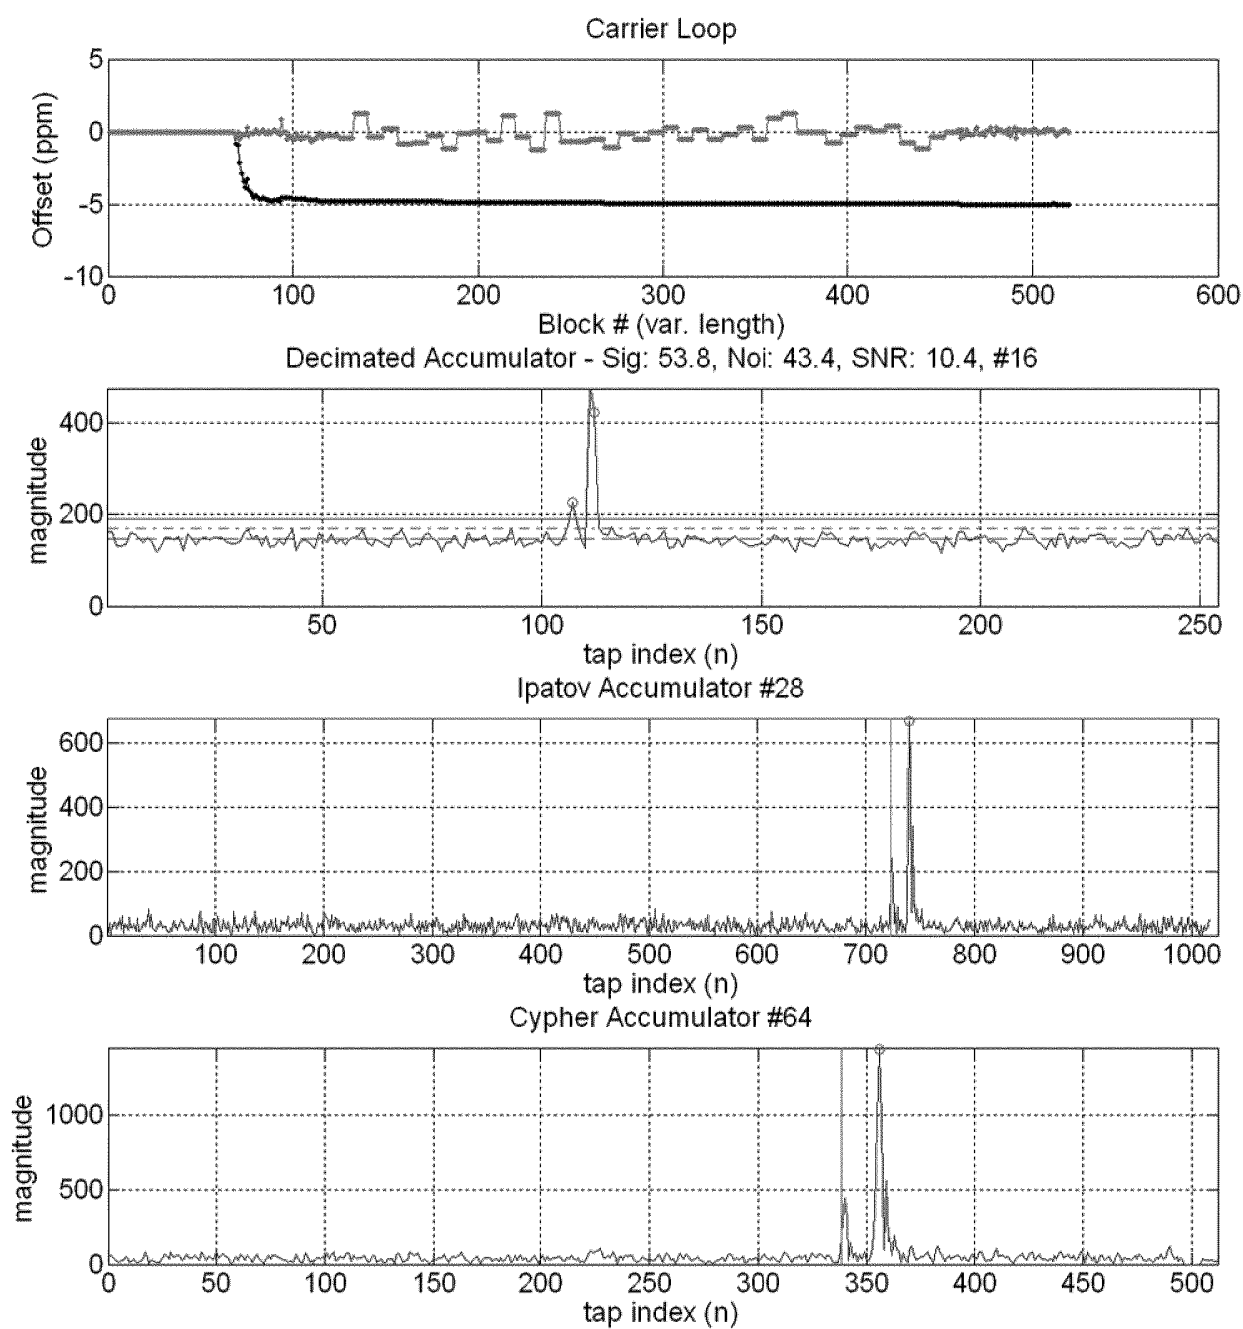 Carrier Loop
5
0
-5
-10
Offset (ppm)
0 100 200 300 400 500 600
Block # (var. length)
Decimated Accumulator - Sig: 53.8, Noi: 43.4, SNR: 10.4, #16
400
200
0
magnitude
50 100 150 200 250
tap index (n)
Ipatov Accumulator #28
600
400
200
0
magnitude
100 200 300 400 500 600 700 800 900 1000
tap index (n)
Cypher Accumulator #64
1000
500
0
magnitude
0 50 100 150 200 250 300 350 400 450 500
tap index (n)